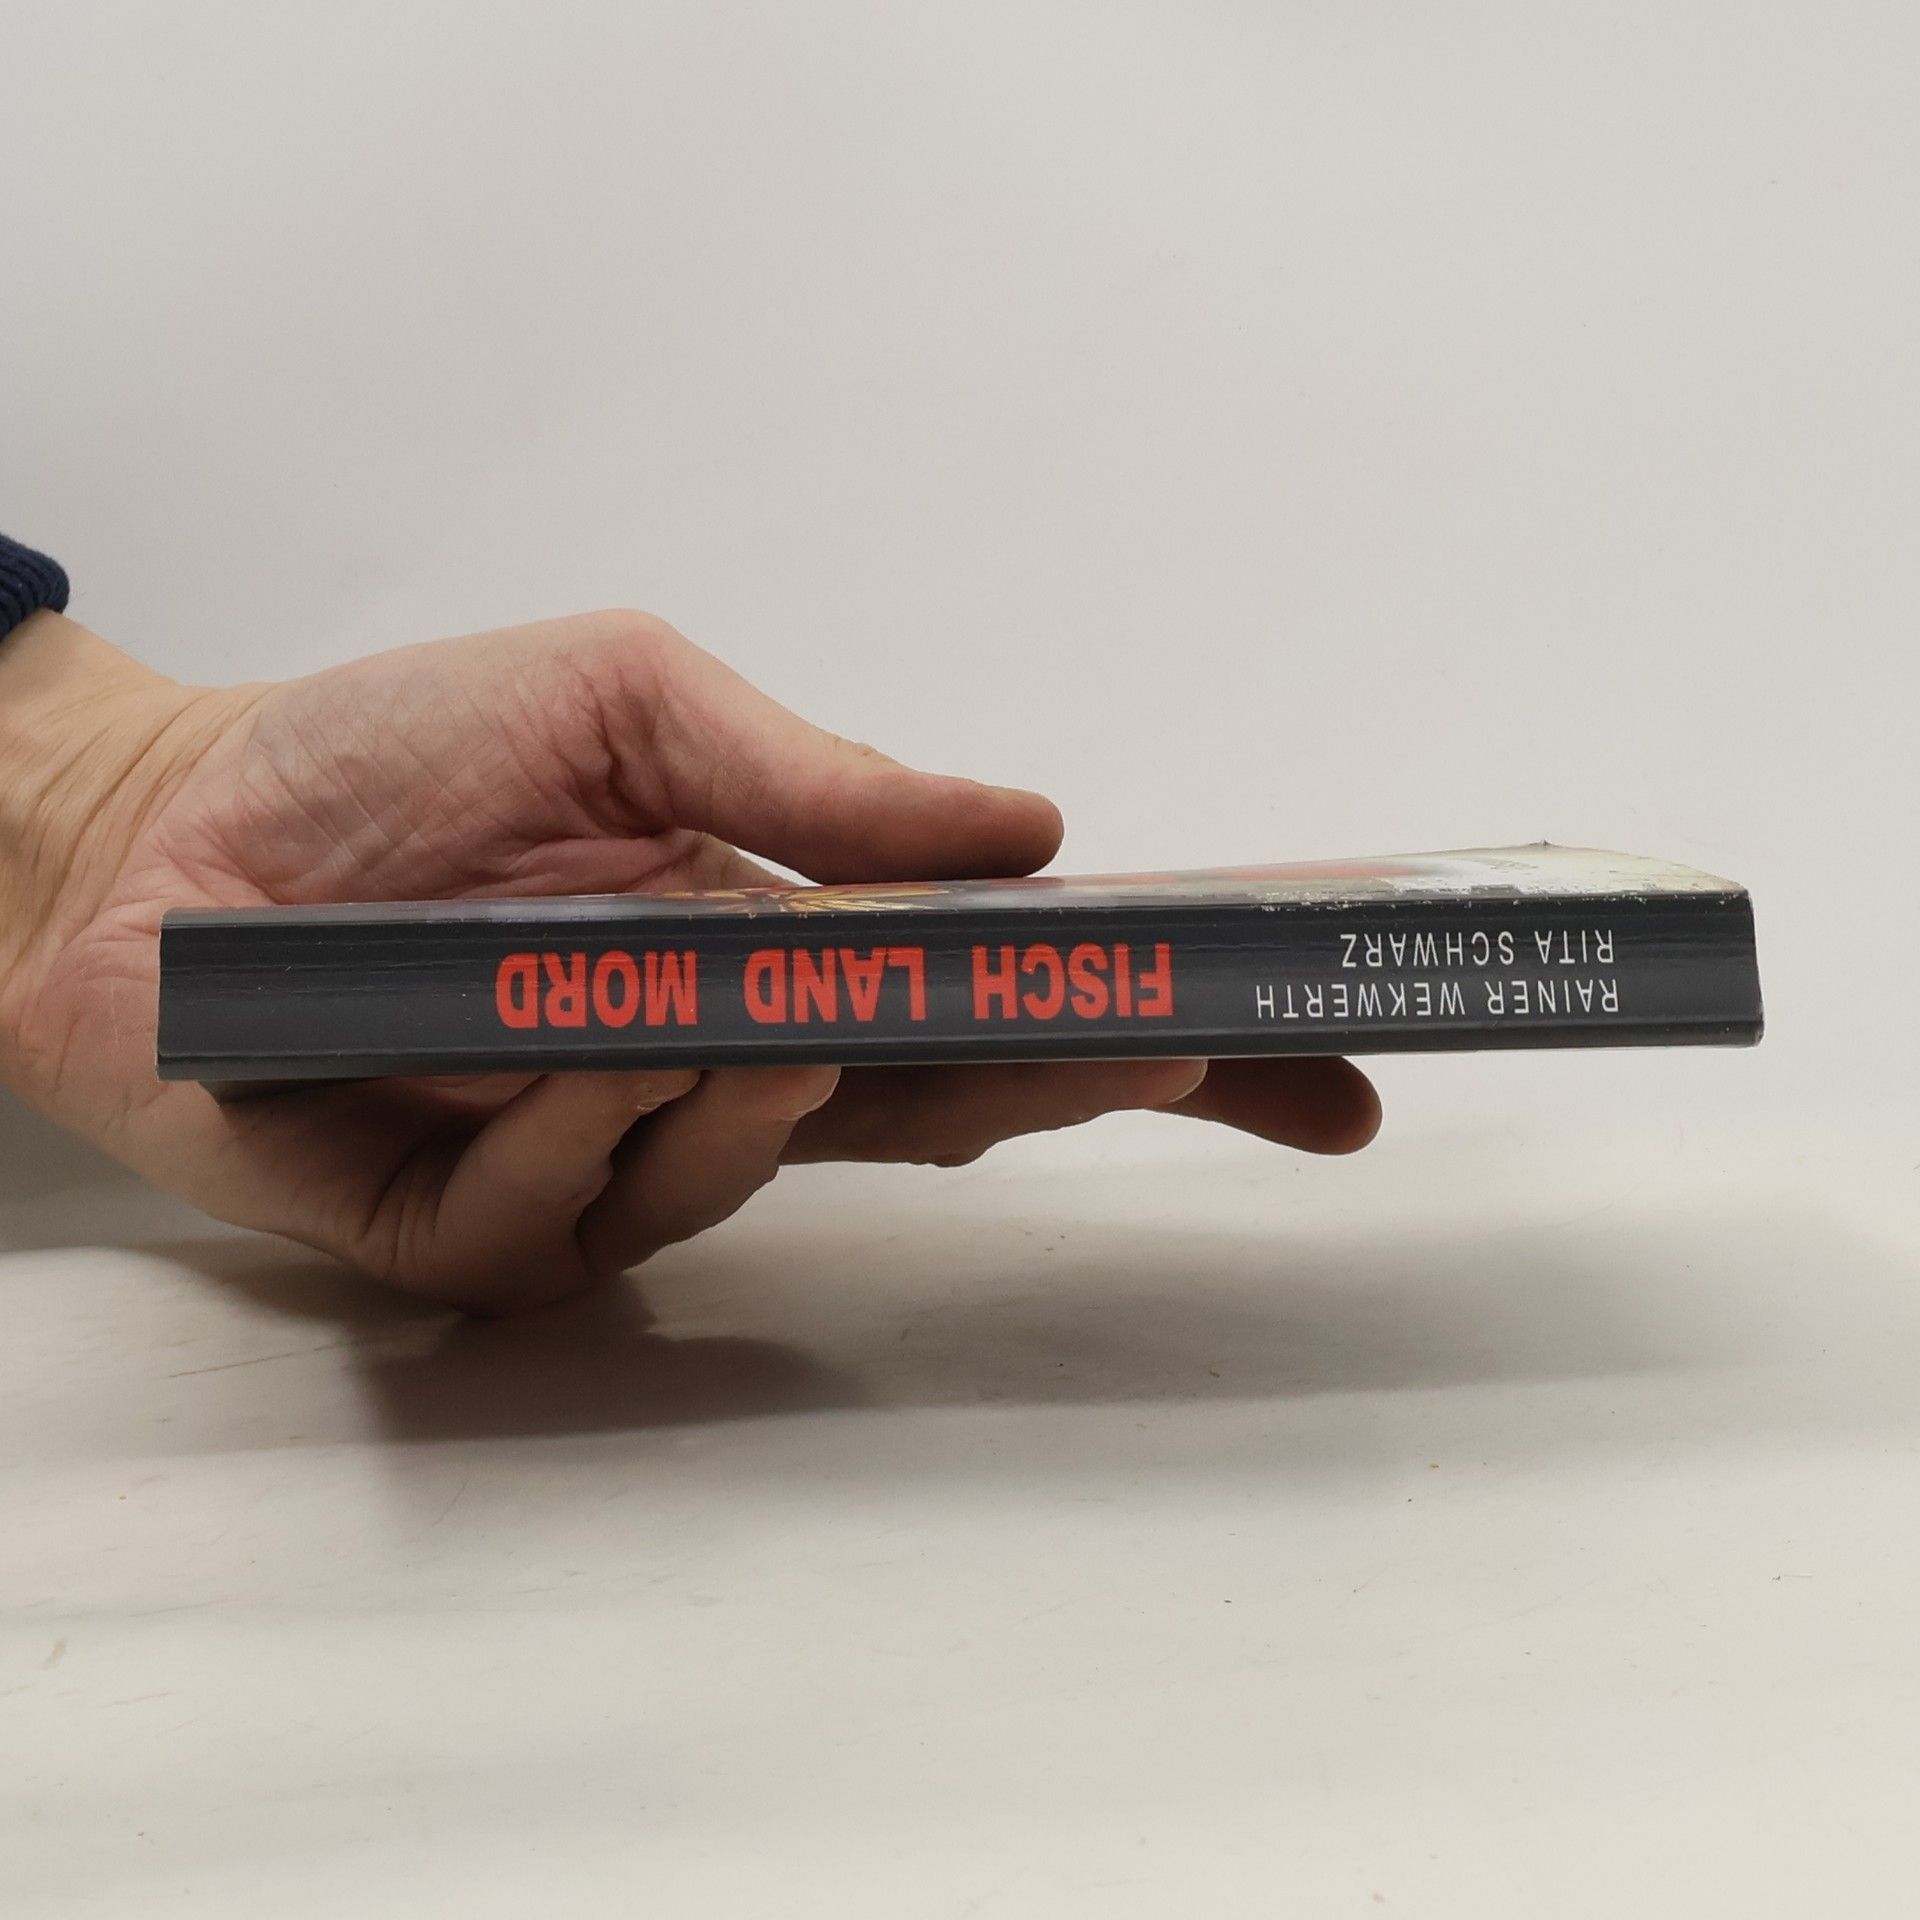 RAINER WEKWERTH
RITA SCHWARZ
FISCH LAND MORD